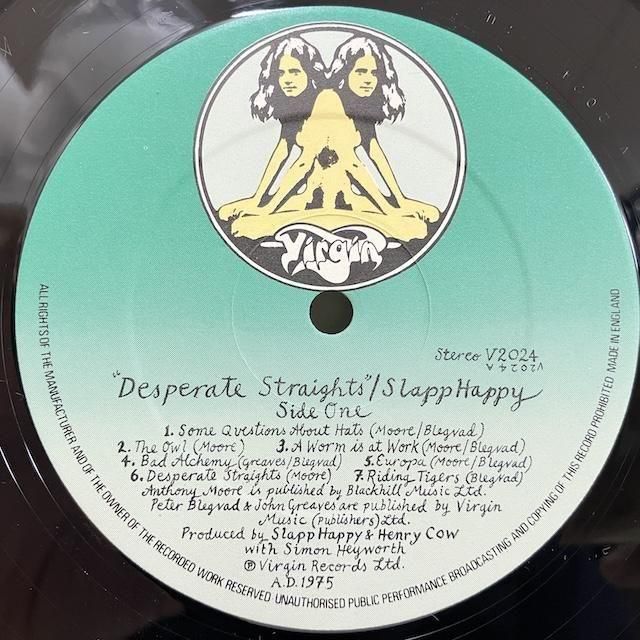 Virgin
Stereo V2024
V2024 A
"Desperate Straights"/Slapp Happy
Side One
1. Some Questions About Hats (Moore/Blegvad)
2. The Owl (Moore) 3. A Worm is at Work (Moore/Blegvad)
4. Bad Alchemy (Greaves/Blegvad) 5. Europa (Moore/Blegvad)
6. Desperate Straights (Moore) 7. Riding Tigers (Blegvad)
Anthony Moore is published by Blackhill Music Ltd.
Peter Blegvad & John Greaves are published by Virgin
Music (Publishers) Ltd.
Produced by Slapp Happy & Henry Cow
with Simon Heyworth
℗ Virgin Records Ltd.
A.D. 1975
ALL RIGHTS OF THE MANUFACTURER AND OF THE OWNER OF THE RECORDED WORK RESERVED · UNAUTHORISED PUBLIC PERFORMANCE BROADCASTING AND COPYING OF THIS RECORD PROHIBITED MADE IN ENGLAND